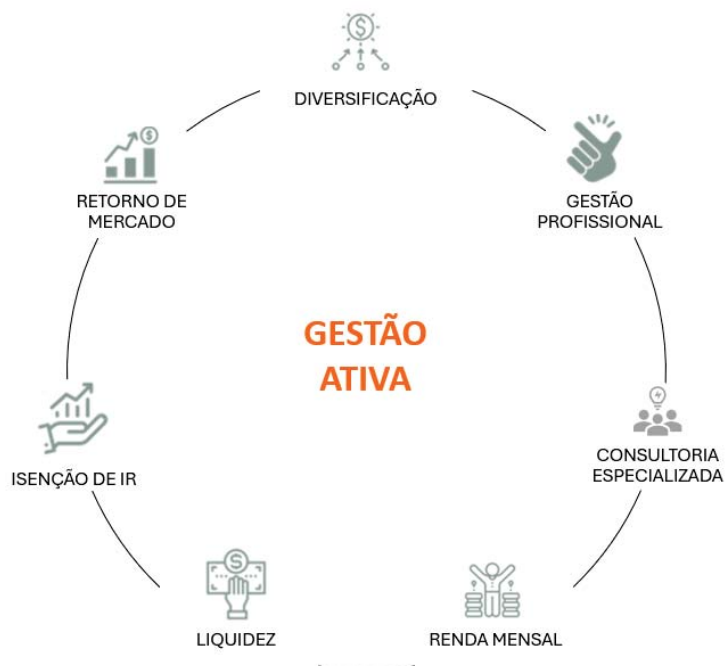 DIVERSIFICAÇÃO
GESTÃO
PROFISSIONAL
CONSULTORIA
ESPECIALIZADA
RENDA MENSAL
LIQUIDEZ
ISENÇÃO DE IR
RETORNO DE
MERCADO
GESTÃO
ATIVA